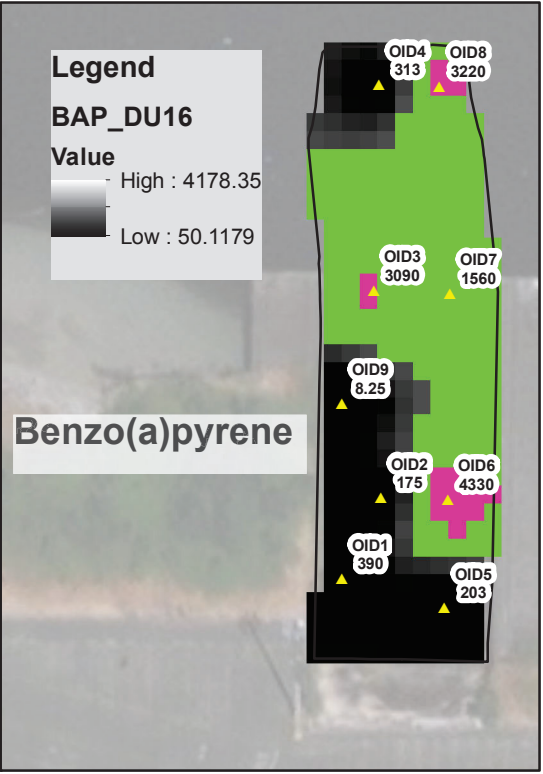 Legend
BAP_DU16
Value
High : 4178.35
Low : 50.1179
OID4
313
OID8
3220
OID3
3090
OID7
1560
OID9
8.25
Benzo(a)pyrene
OID2
175
OID6
4330
OID1
390
OID5
203